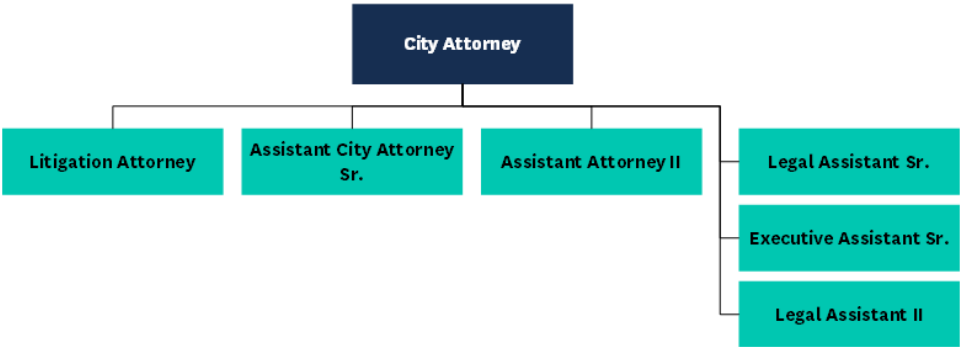 City Attorney
Litigation Attorney
Assistant City Attorney
Sr.
Assistant Attorney II
Legal Assistant Sr.
Executive Assistant Sr.
Legal Assistant II